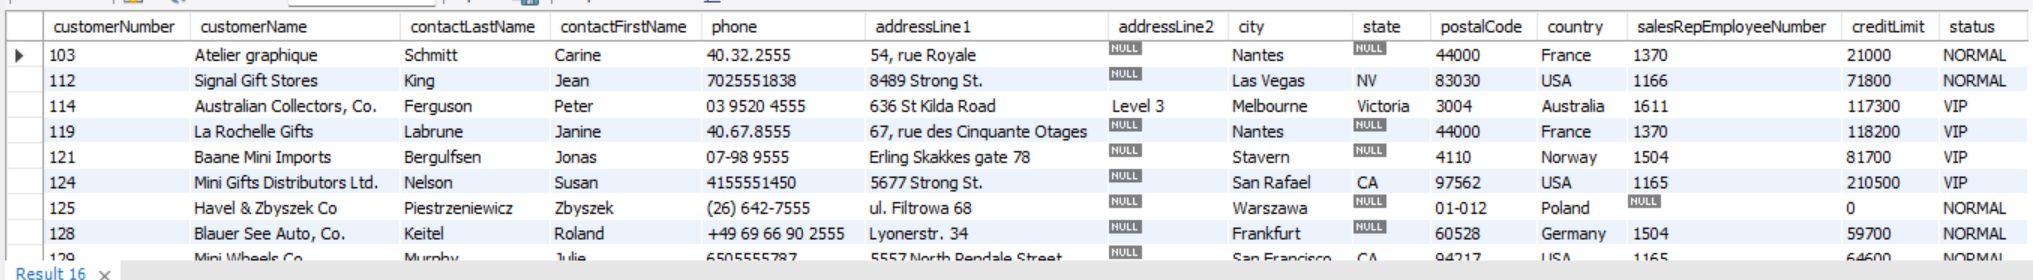 customerNumber customerName contactLastName contactFirstName phone addressLine1 addressLine2 city state postalCode country salesRepEmployeeNumber creditLimit status
103 Atelier graphique Schmitt Carine 40.32.2555 54, rue Royale NULL Nantes NULL 44000 France 1370 21000 NORMAL
112 Signal Gift Stores King Jean 7025551838 8489 Strong St. NULL Las Vegas NV 83030 USA 1166 71800 NORMAL
114 Australian Collectors, Co. Ferguson Peter 03 9520 4555 636 St Kilda Road Level 3 Melbourne Victoria 3004 Australia 1611 117300 VIP
119 La Rochelle Gifts Labrune Janine 40.67.8555 67, rue des Cinquante Otages NULL Nantes NULL 44000 France 1370 118200 VIP
121 Baane Mini Imports Bergulfsen Jonas 07-98 9555 Erling Skakkes gate 78 NULL Stavern NULL 4110 Norway 1504 81700 VIP
124 Mini Gifts Distributors Ltd. Nelson Susan 4155551450 5677 Strong St. NULL San Rafael CA 97562 USA 1165 210500 VIP
125 Havel & Zbyszek Co Piestrzeniewicz Zbyszek (26) 642-7555 ul. Filtrowa 68 NULL Warszawa NULL 01-012 Poland NULL 0 NORMAL
128 Blauer See Auto, Co. Keitel Roland +49 69 66 90 2555 Lyonerstr. 34 NULL Frankfurt NULL 60528 Germany 1504 59700 NORMAL
129 Mini Wheels Co. Murphy Julie 6505555787 5557 North Pendale Street NULL San Francisco CA 94217 USA 1165 64600 NORMAL
Result 16